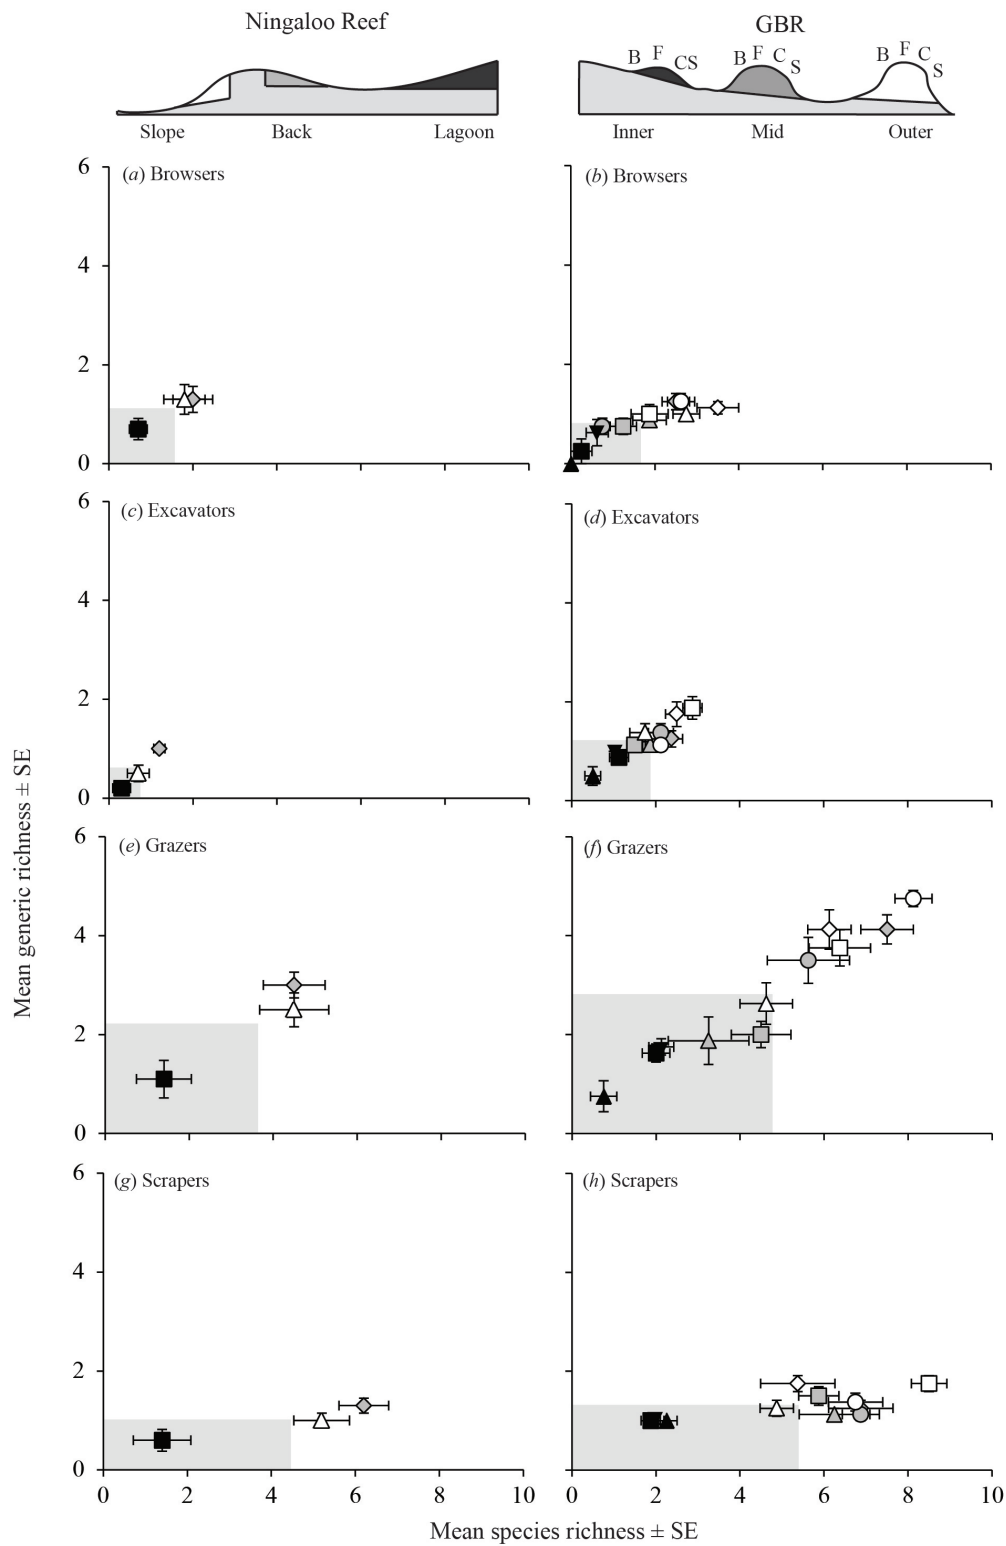 Ningaloo Reef
GBR
B F CS
B F C S
B F C S
Slope Back Lagoon
Inner Mid Outer
(a) Browsers
6
4
2
0
(b) Browsers
(c) Excavators
6
4
2
0
(d) Excavators
(e) Grazers
6
4
2
0
(f) Grazers
(g) Scrapers
6
4
2
0
(h) Scrapers
0 2 4 6 8 10
0 2 4 6 8 10
Mean generic richness ± SE
Mean species richness ± SE